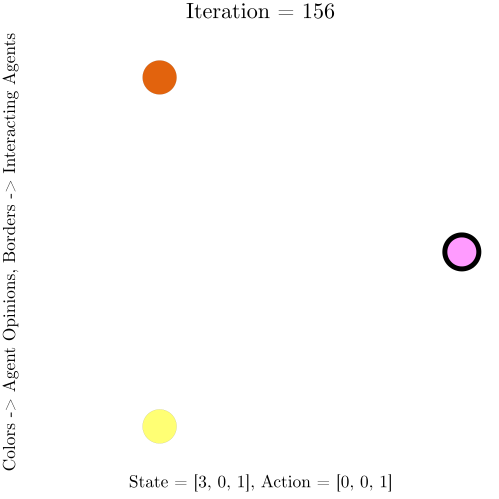 Iteration = 156
Colors -> Agent Opinions, Borders -> Interacting Agents
State = [3, 0, 1], Action = [0, 0, 1]